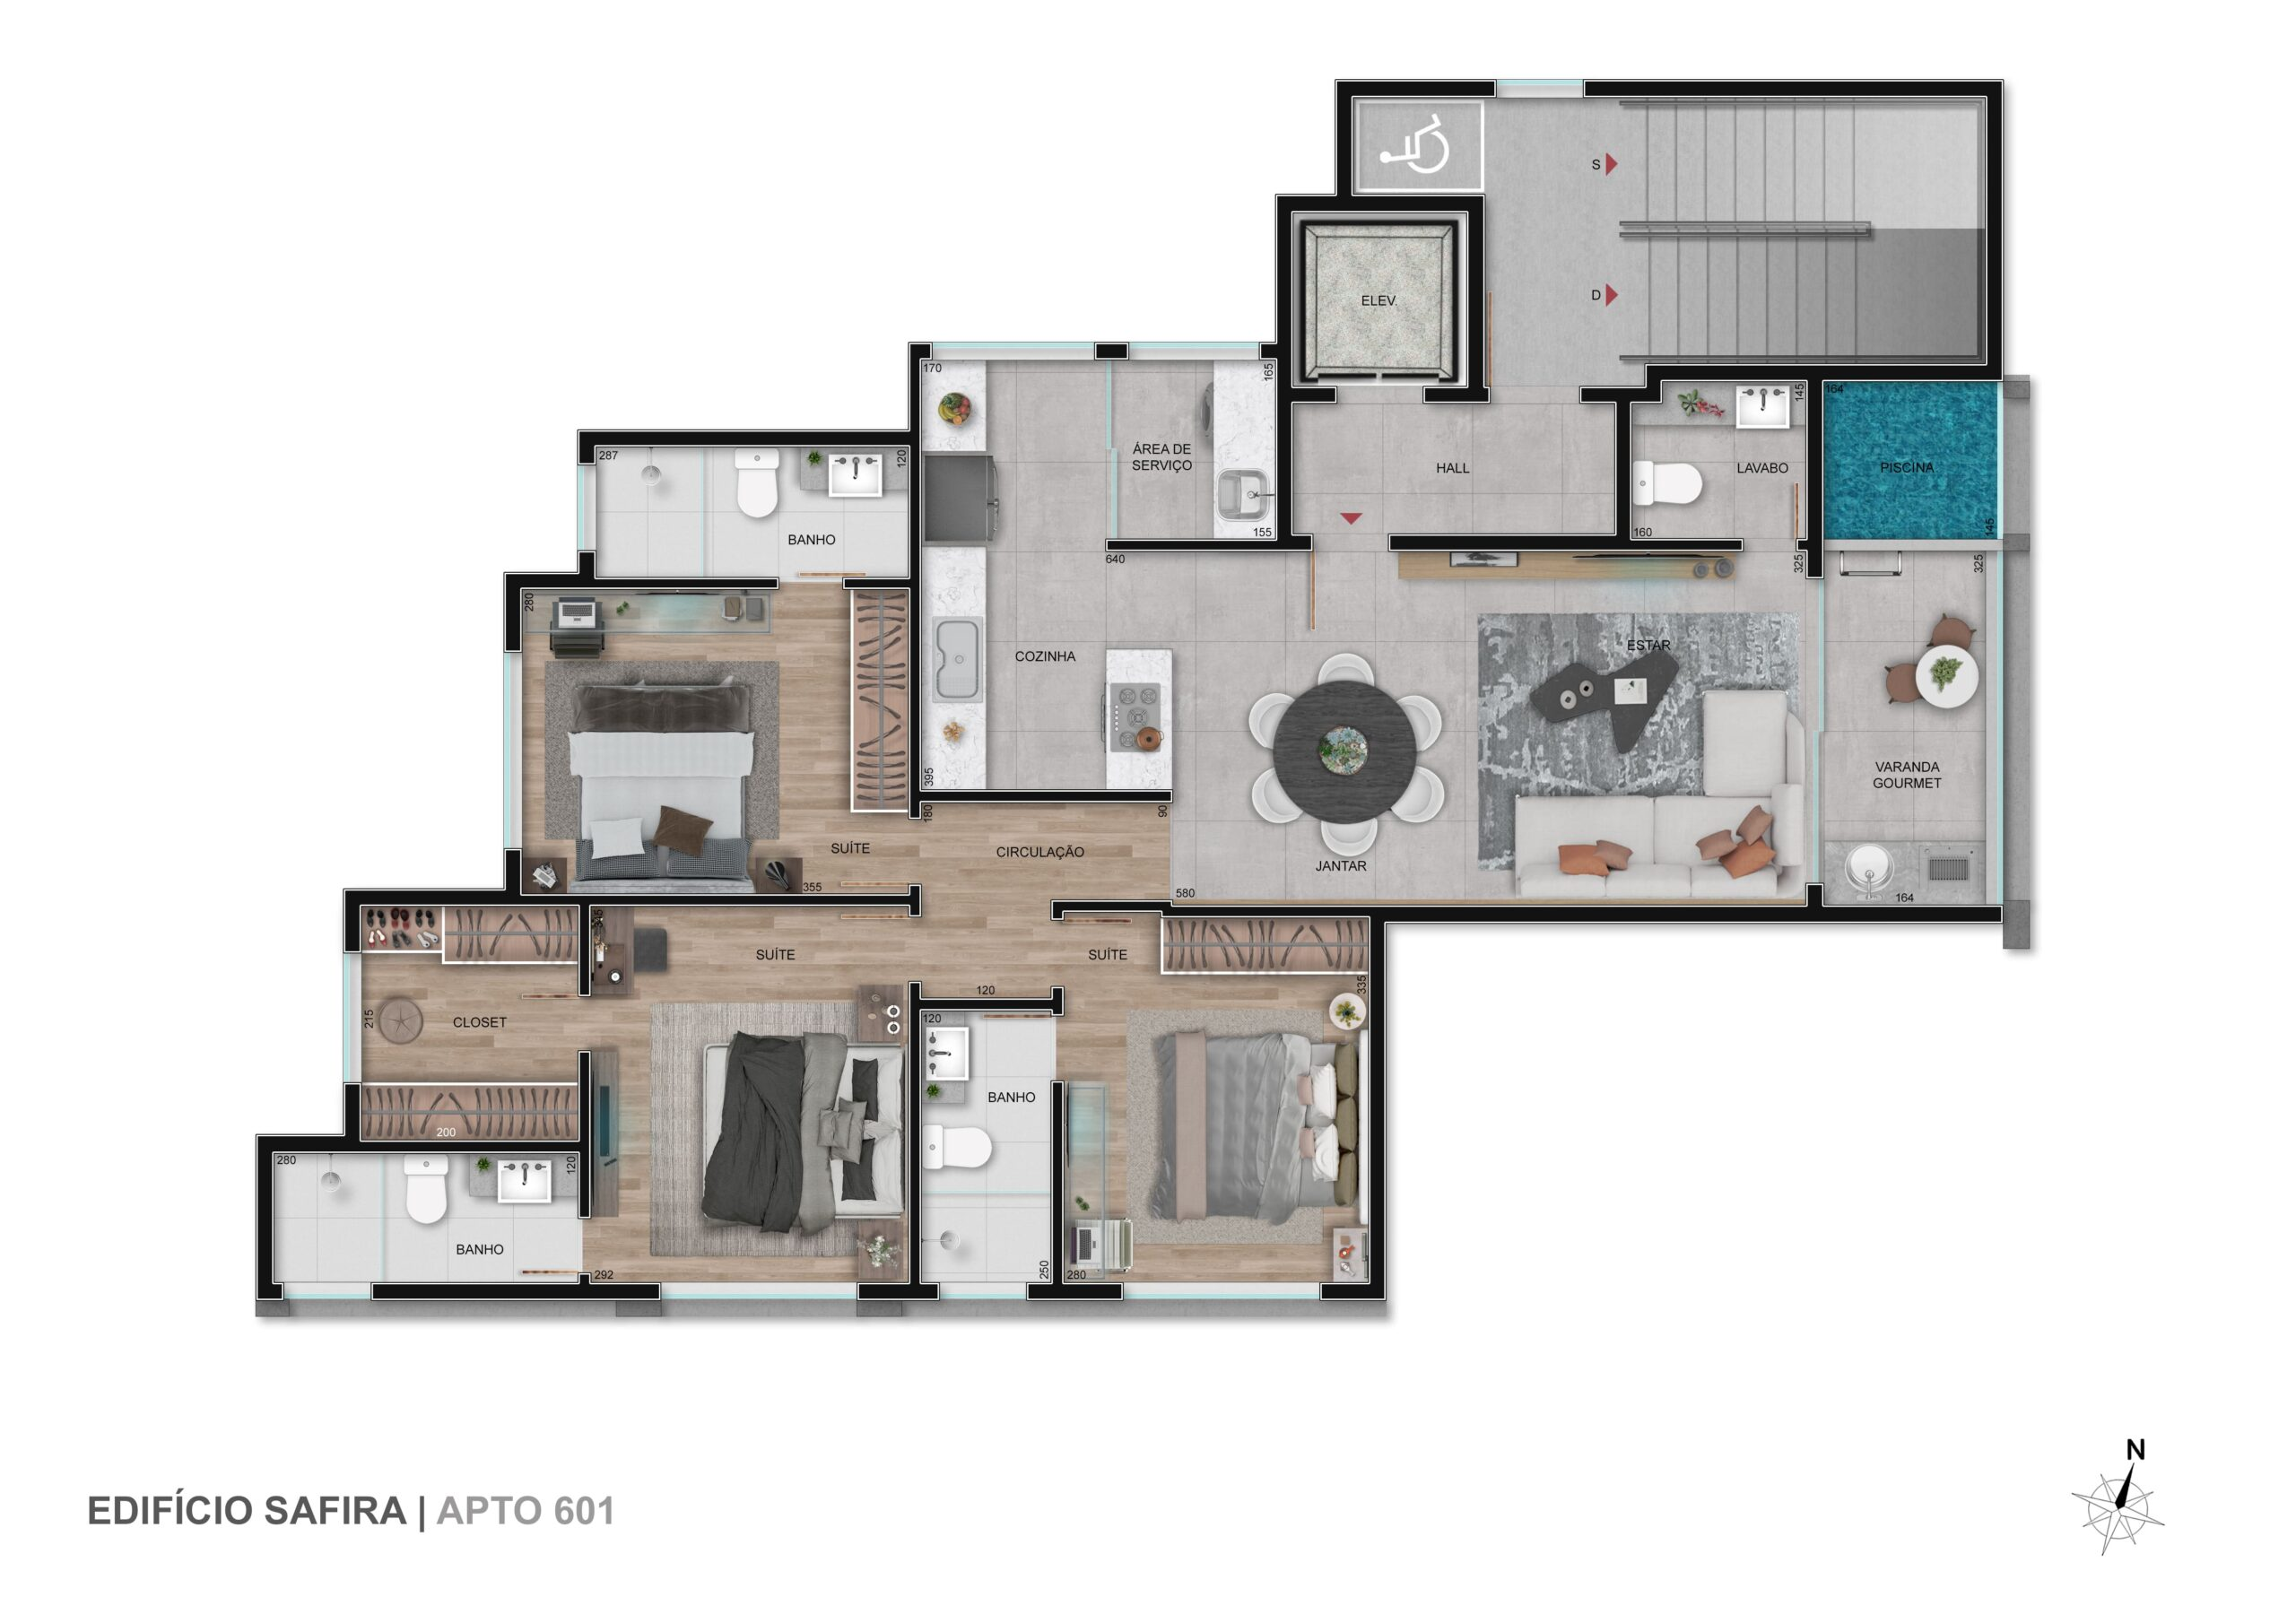 S
ELEV.
D
170
165
164
145
ÁREA DE
SERVIÇO
287
120
HALL
LAVABO
PISCINA
155
160
145
BANHO
640
325
325
280
ESTAR
COZINHA
VARANDA
GOURMET
395
180
90
SUÍTE
CIRCULAÇÃO
JANTAR
355
580
164
SUÍTE
SUÍTE
335
120
215
CLOSET
120
BANHO
200
280
120
BANHO
292
250
280
N
EDIFÍCIO SAFIRA | APTO 601